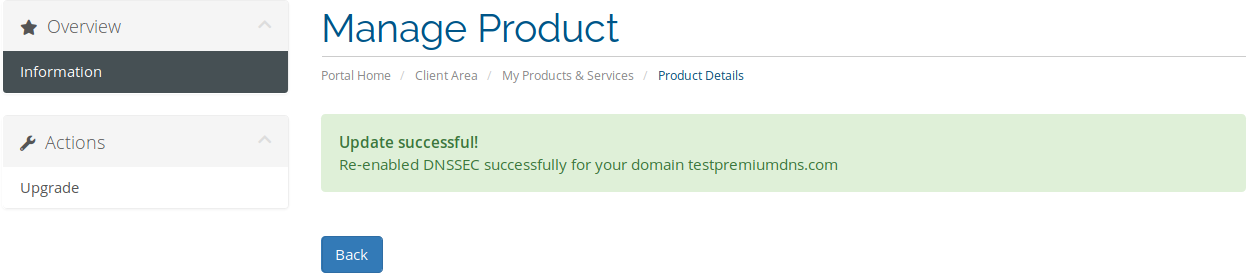 Overview
Information
Actions
Upgrade
Manage Product
Portal Home / Client Area / My Products & Services / Product Details
Update successful!
Re-enabled DNSSEC successfully for your domain testpremiumdns.com
Back